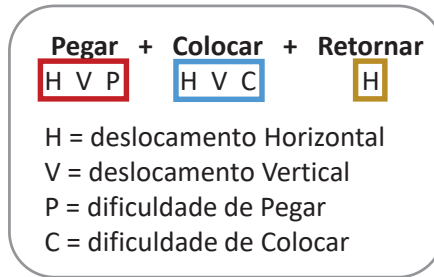 Pegar + Colocar + Retornar
H V P H V C H
H = deslocamento Horizontal
V = deslocamento Vertical
P = dificuldade de Pegar
C = dificuldade de Colocar